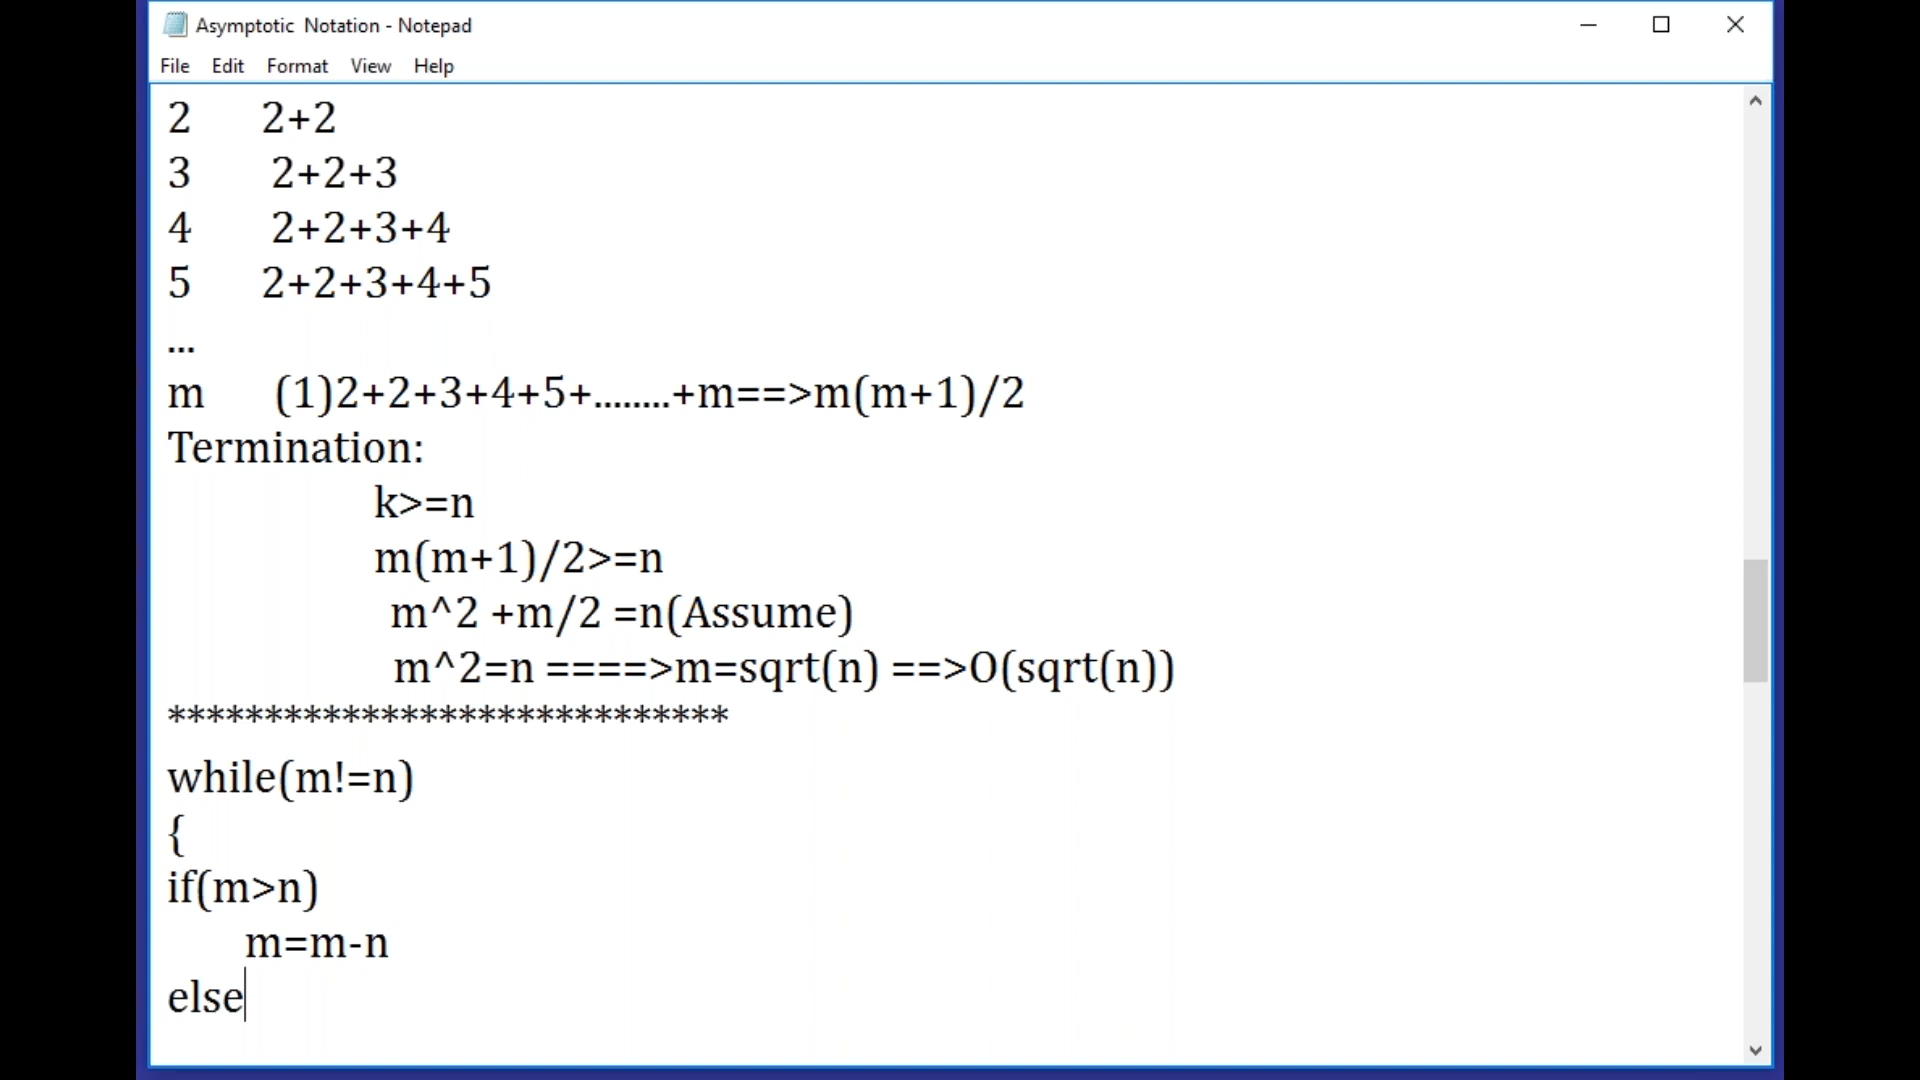 Asymptotic Notation - Notepad
File Edit Format View Help
2 2+2
3 2+2+3
4 2+2+3+4
5 2+2+3+4+5
...
m (1)2+2+3+4+5+........+m==>m(m+1)/2
Termination:
k>=n
m(m+1)/2>=n
m^2 +m/2 =n(Assume)
m^2=n ====>m=sqrt(n) ==>O(sqrt(n))
*****************************
while(m!=n)
{
if(m>n)
m=m-n
else